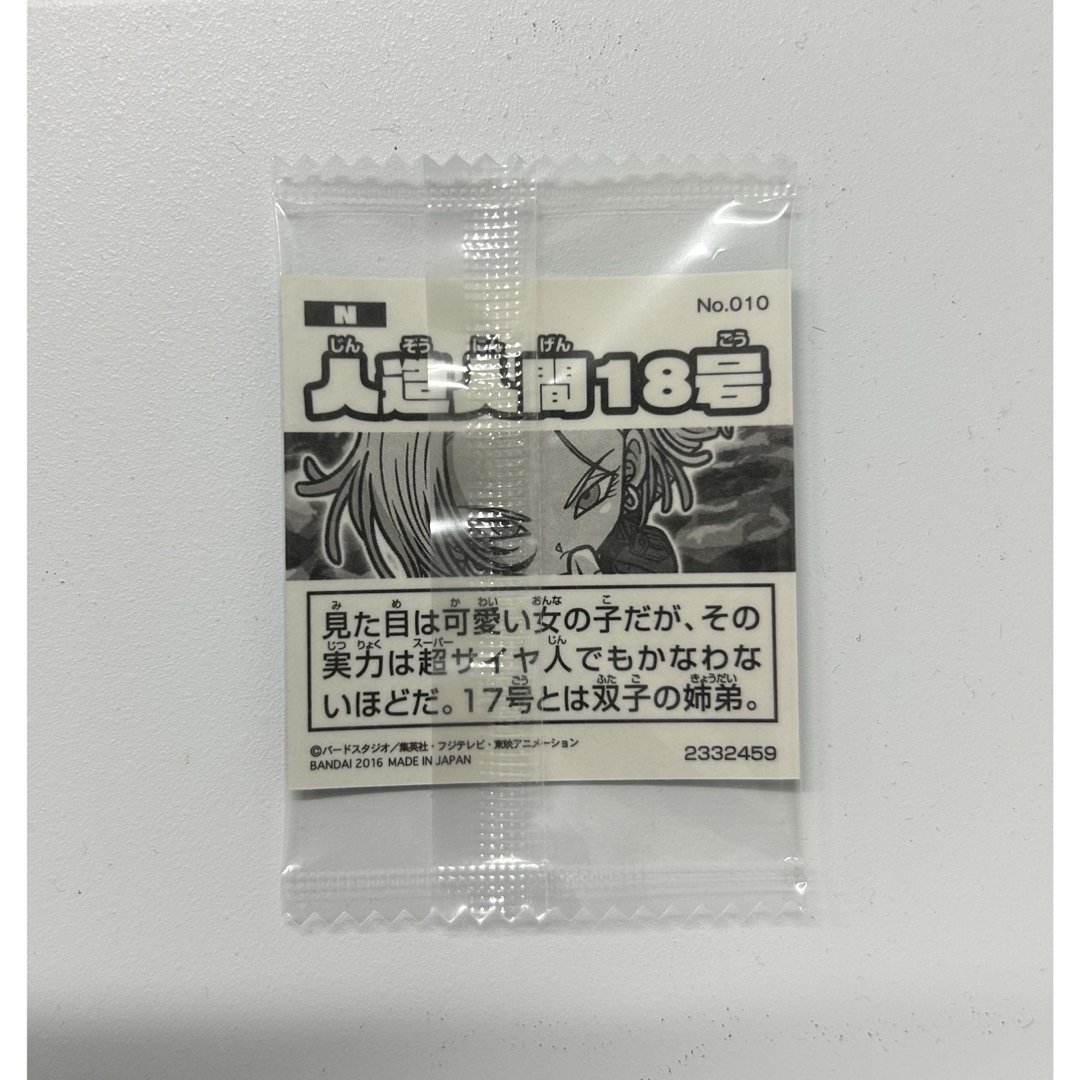 N
No.010
じん ぞう にん げん ごう
人造人間18号
み め か わい おんな こ
見た目は可愛い女の子だが、その
じつ りょく スーパー じん
実力は超サイヤ人でもかなわな
ごう ふた ご きょうだい
いほどだ。17号とは双子の姉弟。
©バードスタジオ/集英社・フジテレビ・東映アニメーション
BANDAI 2016 MADE IN JAPAN
2332459